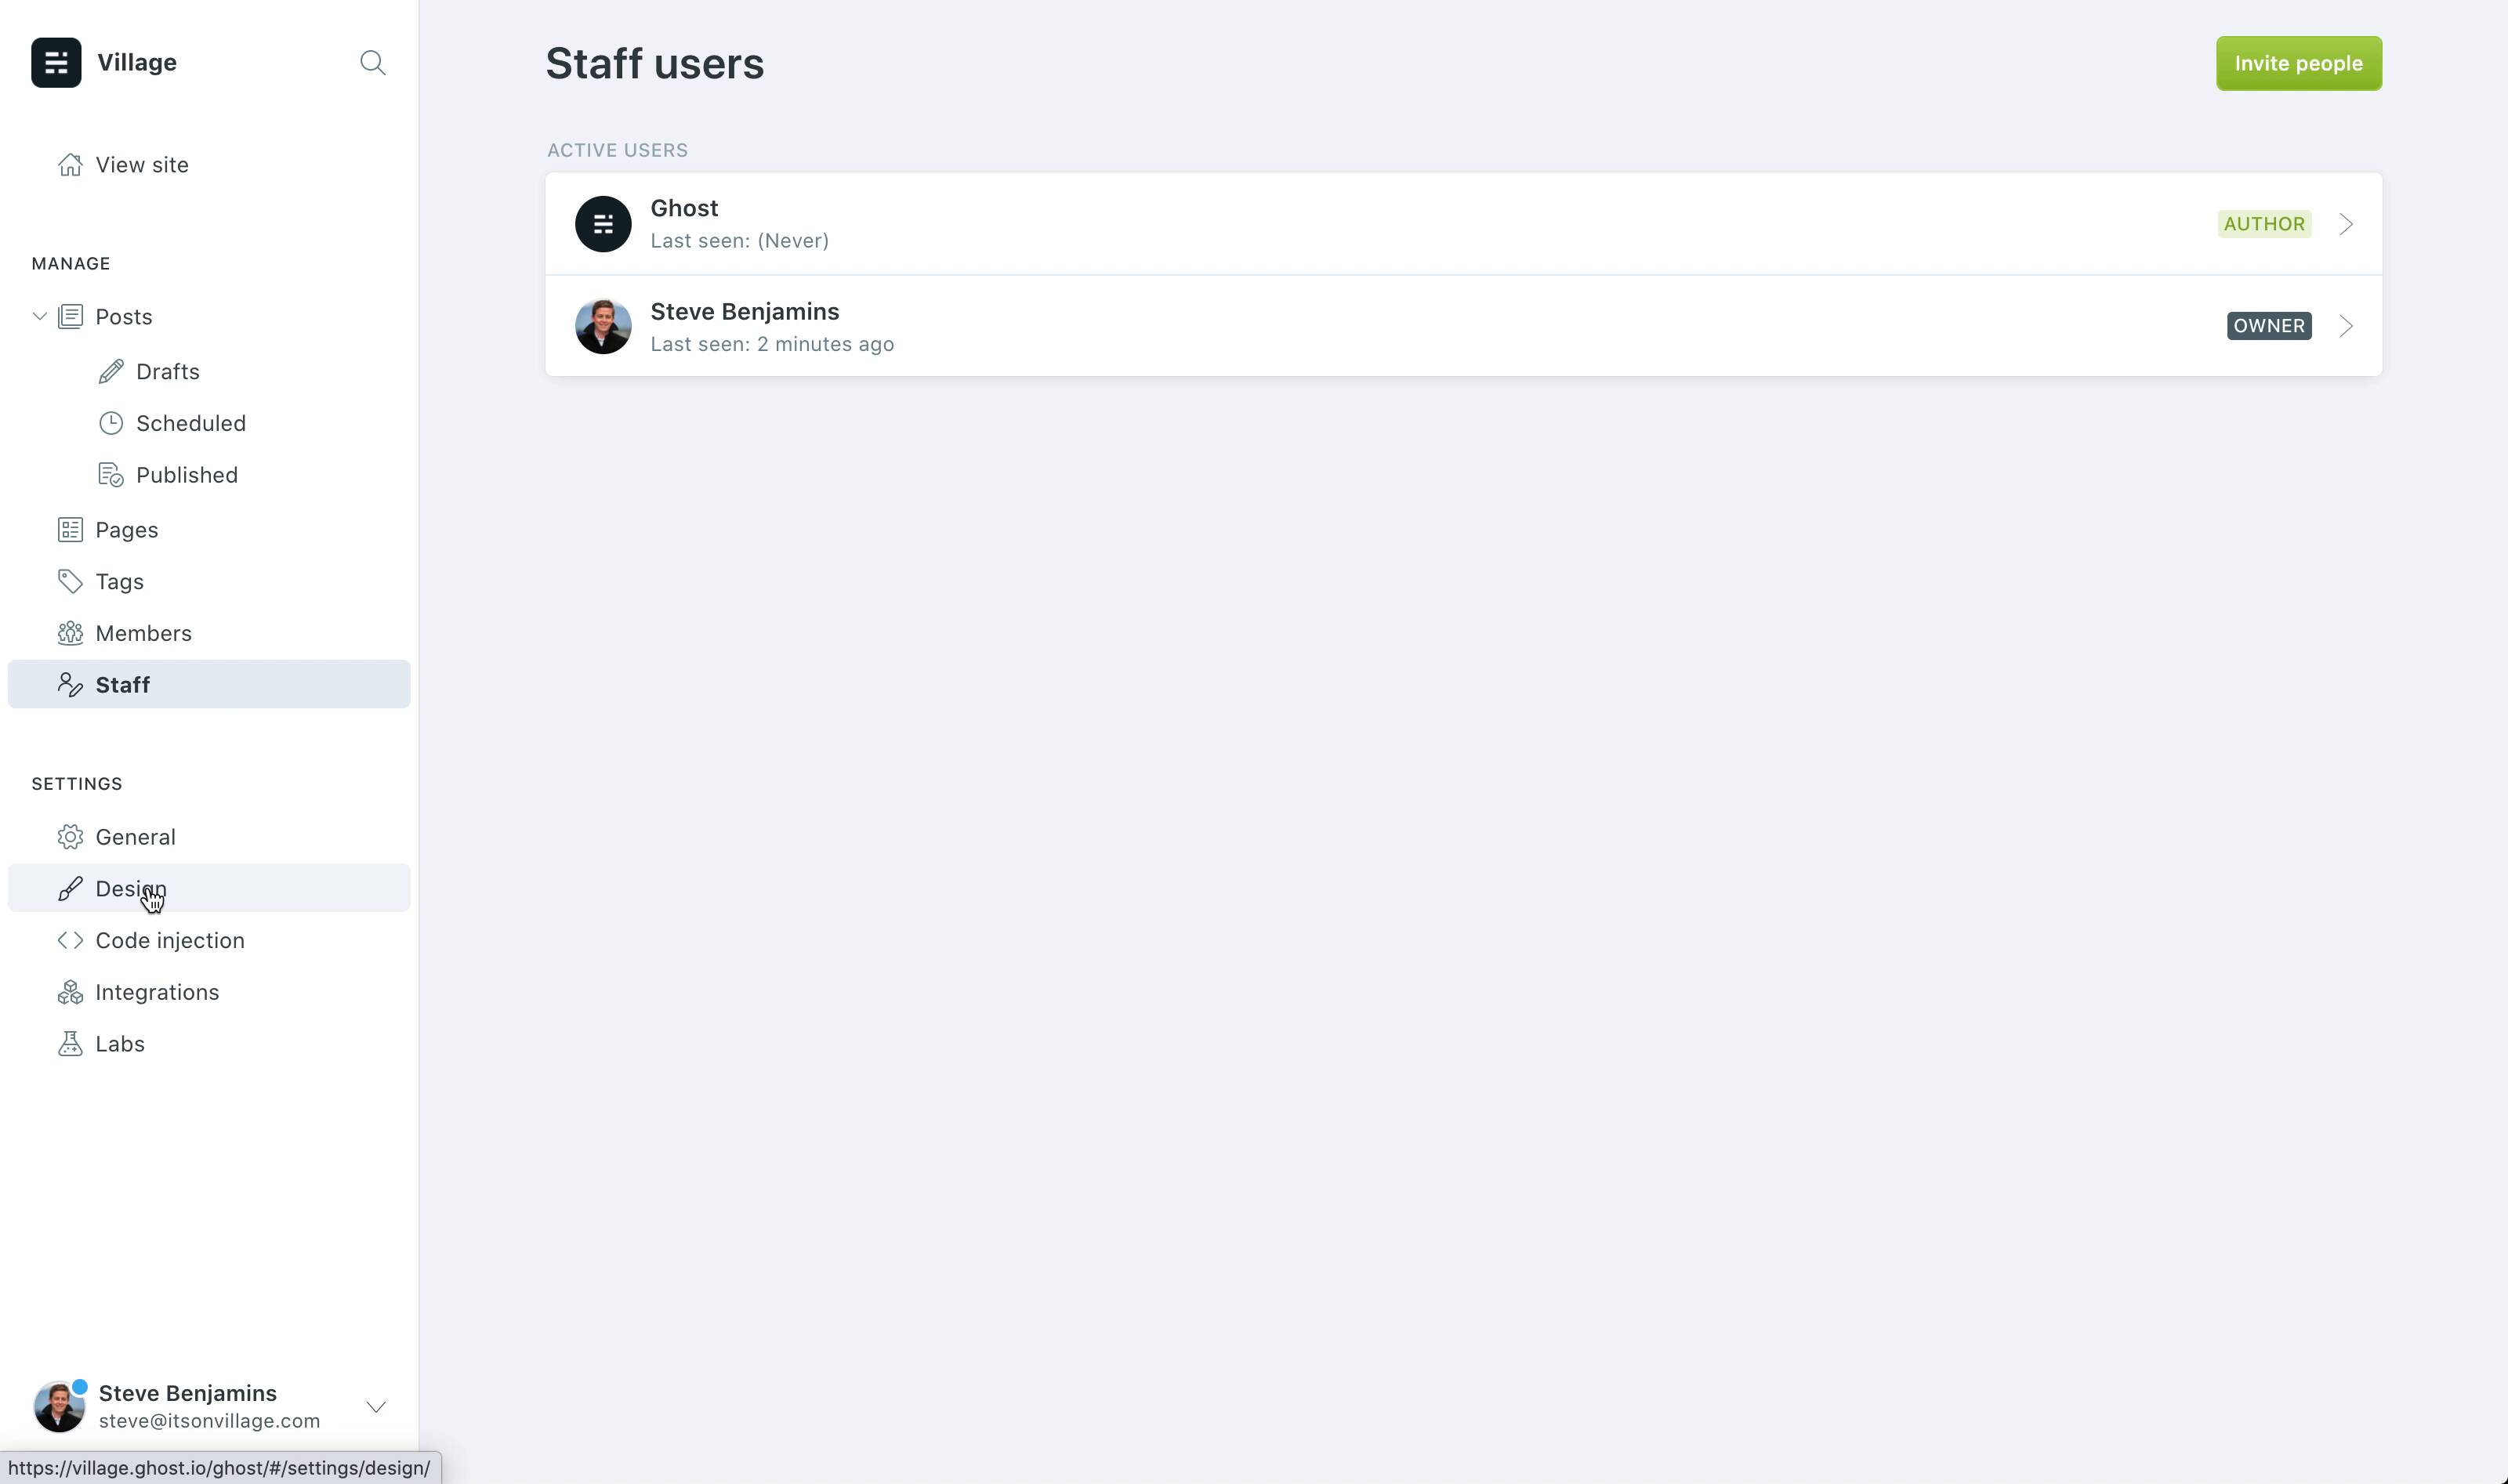 Village
View site
MANAGE
Posts
Drafts
Scheduled
Published
Pages
Tags
Members
Staff
SETTINGS
General
Design
Code injection
Integrations
Labs
Steve Benjamins
steve@itsonvillage.com
https://village.ghost.io/ghost/#/settings/design/
Staff users
Invite people
ACTIVE USERS
Ghost
Last seen: (Never)
AUTHOR
Steve Benjamins
Last seen: 2 minutes ago
OWNER